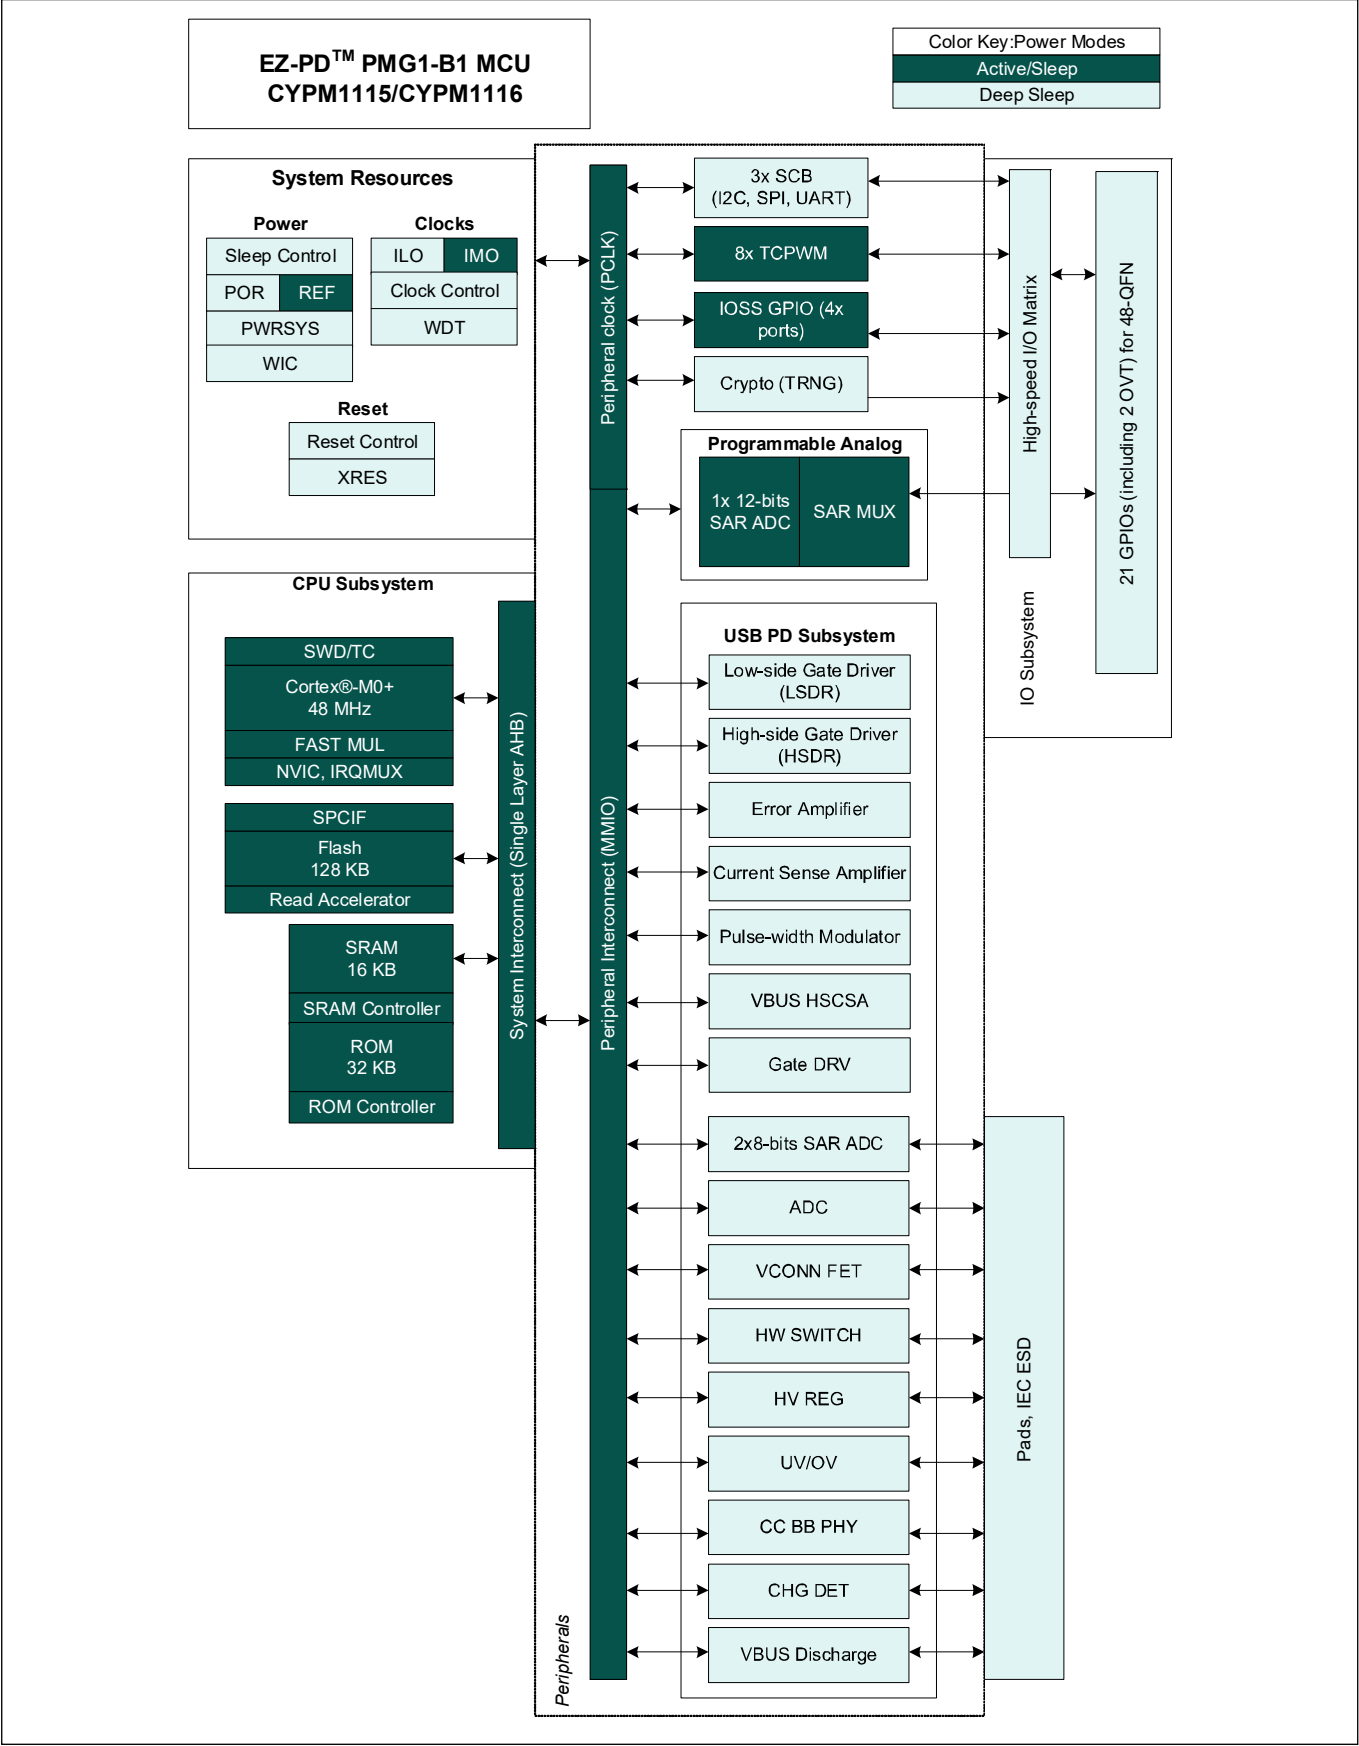 EZ-PD™ PMG1-B1 MCU
CYPM1115/CYPM1116
Color Key:Power Modes
Active/Sleep
Deep Sleep
System Resources
Power
Sleep Control
POR
REF
PWRSYS
WIC
Clocks
ILO
IMO
Clock Control
WDT
Reset
Reset Control
XRES
CPU Subsystem
SWD/TC
Cortex®-M0+
48 MHz
FAST MUL
NVIC, IRQMUX
SPCIF
Flash
128 KB
Read Accelerator
SRAM
16 KB
SRAM Controller
ROM
32 KB
ROM Controller
System Interconnect (Single Layer AHB)
Peripheral clock (PCLK)
Peripheral Interconnect (MMIO)
Peripherals
3x SCB
(I2C, SPI, UART)
8x TCPWM
IOSS GPIO (4x
ports)
Crypto (TRNG)
Programmable Analog
1x 12-bits
SAR ADC
SAR MUX
USB PD Subsystem
Low-side Gate Driver
(LSDR)
High-side Gate Driver
(HSDR)
Error Amplifier
Current Sense Amplifier
Pulse-width Modulator
VBUS HSCSA
Gate DRV
2x8-bits SAR ADC
ADC
VCONN FET
HW SWITCH
HV REG
UV/OV
CC BB PHY
CHG DET
VBUS Discharge
High-speed I/O Matrix
IO Subsystem
21 GPIOs (including 2 OVT) for 48-QFN
Pads, IEC ESD